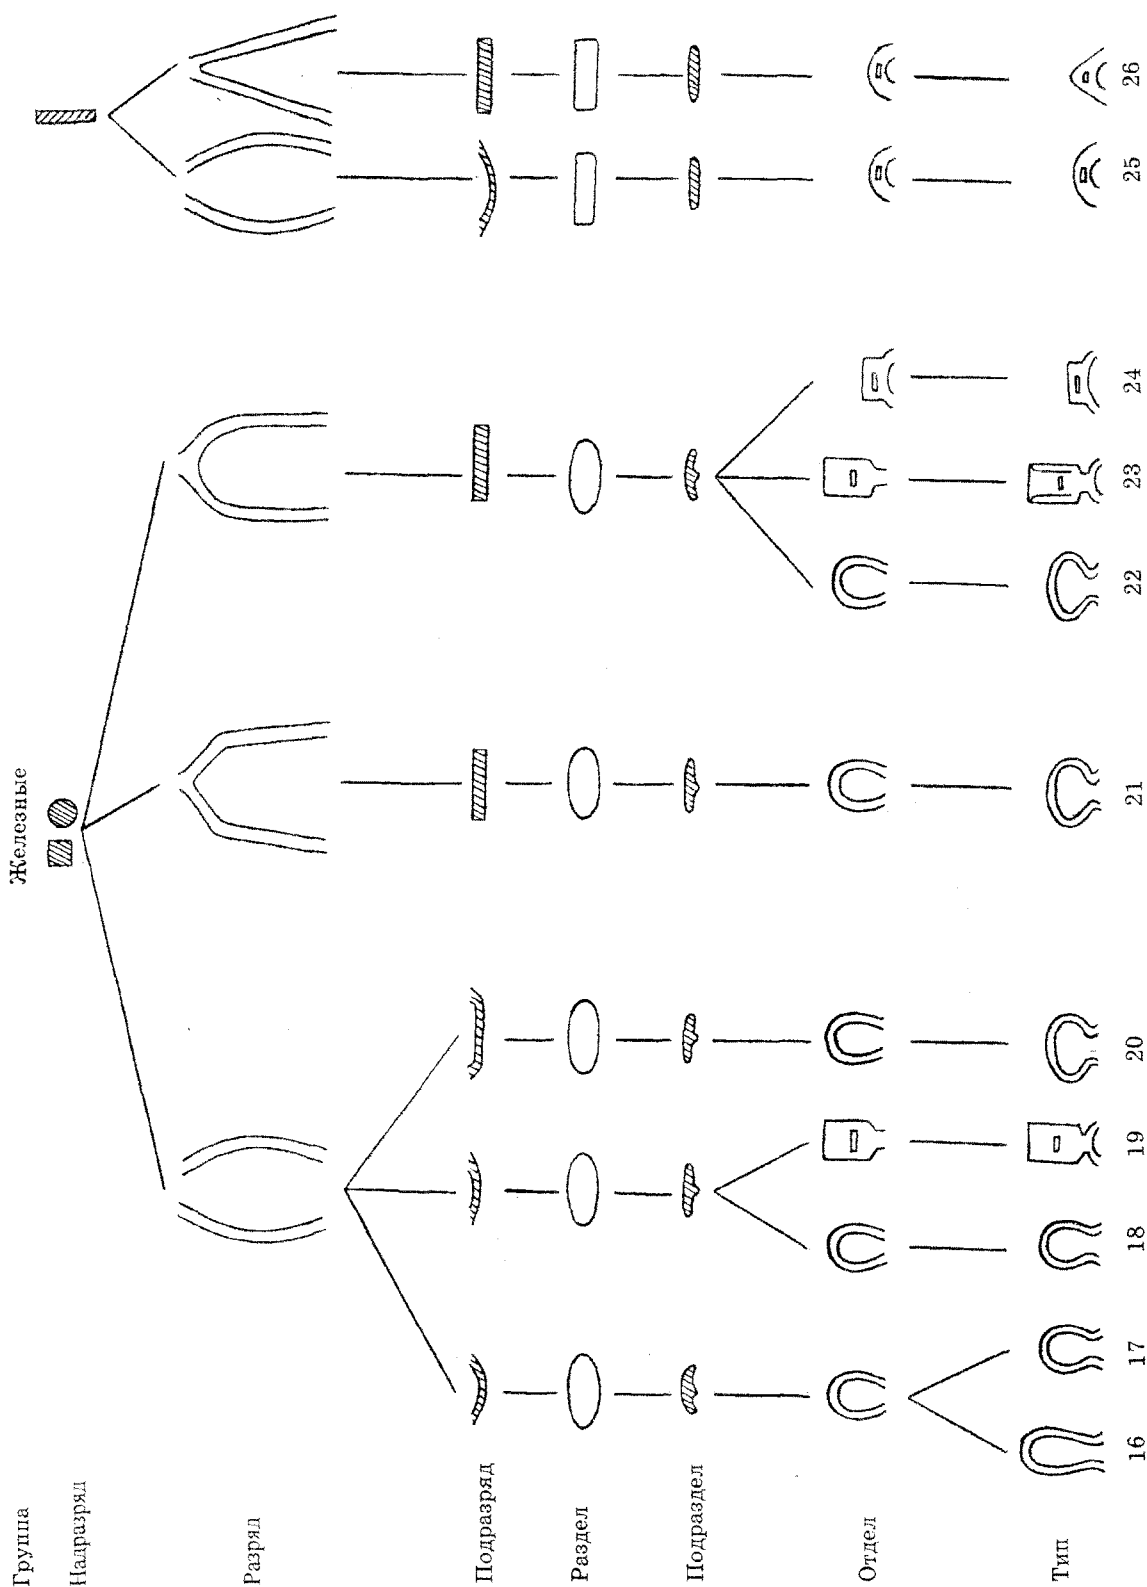 Группа
Железные
Надразряд
Разряд
Подразряд
Раздел
Подраздел
Отдел
Тип
16 17 18 19 20 21 22 23 24 25 26